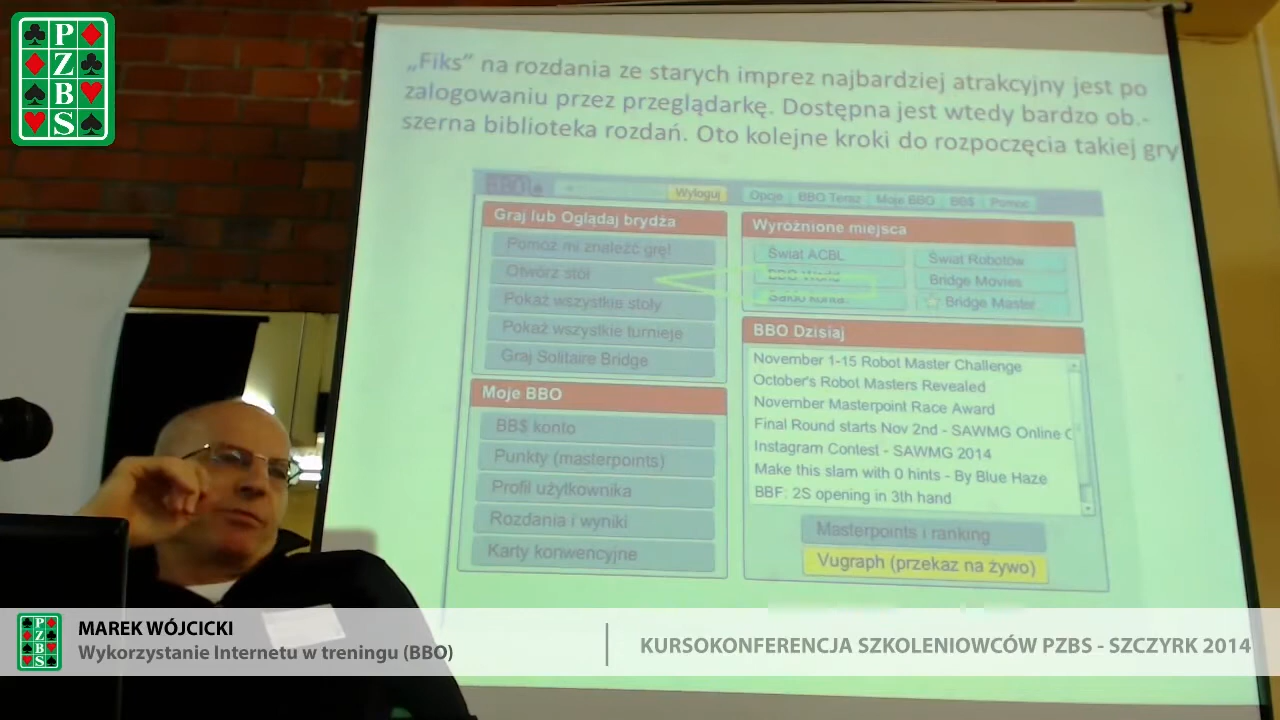 PZBS
„Fiks" na rozdania ze starych imprez najbardziej atrakcyjny jest po
zalogowaniu przez przeglądarkę. Dostępna jest wtedy bardzo ob.-
szerna biblioteka rozdań. Oto kolejne kroki do rozpoczęcia takiej gry
BBO
Wyloguj
Opcje
BBO Teraz
Moje BBO
BB$
Pomoc
Graj lub Oglądaj brydża
Pomóż mi znaleźć grę!
Otwórz stół
Pokaż wszystkie stoły
Pokaż wszystkie turnieje
Graj Solitaire Bridge
Moje BBO
BB$ konto
Punkty (masterpoints)
Profil użytkownika
Rozdania i wyniki
Karty konwencyjne
Wyróżnione miejsca
Świat ACBL
Świat Robotów
BBO World
Bridge Movies
Saldo konta
Bridge Master
BBO Dzisiaj
November 1-15 Robot Master Challenge
October's Robot Masters Revealed
November Masterpoint Race Award
Final Round starts Nov 2nd - SAWMG Online C
Instagram Contest - SAWMG 2014
Make this slam with 0 hints - By Blue Haze
BBF: 2S opening in 3th hand
Masterpoints i ranking
Vugraph (przekaz na żywo)
PZBS
MAREK WÓJCICKI
Wykorzystanie Internetu w treningu (BBO)
KURSOKONFERENCJA SZKOLENIOWCÓW PZBS - SZCZYRK 2014